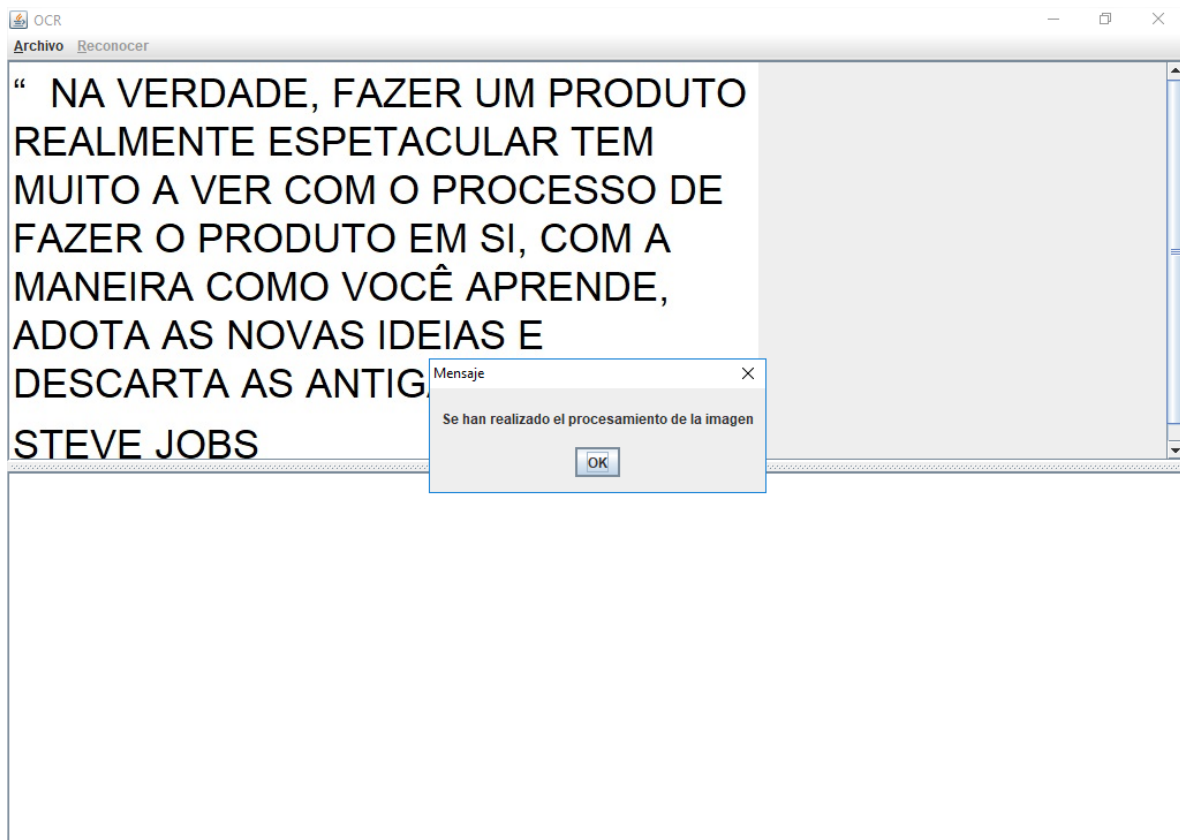 OCR
Archivo Reconocer
“ NA VERDADE, FAZER UM PRODUTO
REALMENTE ESPETACULAR TEM
MUITO A VER COM O PROCESSO DE
FAZER O PRODUTO EM SI, COM A
MANEIRA COMO VOCÊ APRENDE,
ADOTA AS NOVAS IDEIAS E
DESCARTA AS
STEVE JOBS
Mensaje
Se han realizado el procesamiento de la imagen
OK